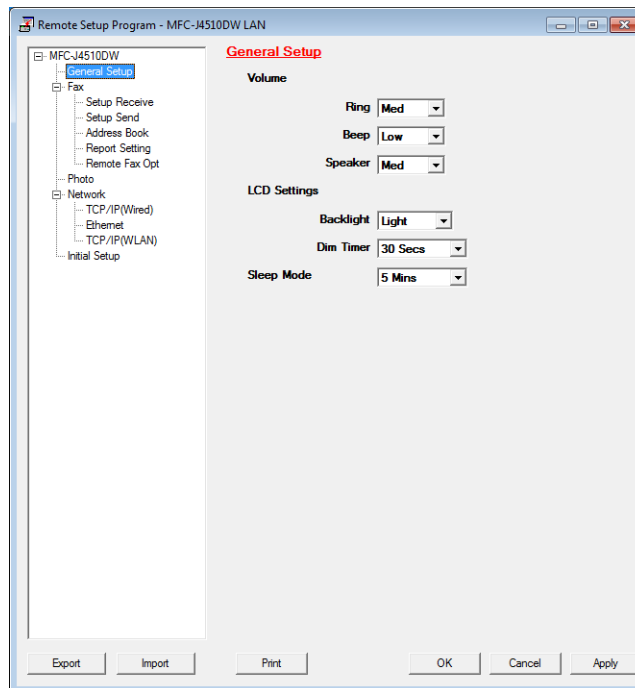 Remote Setup Program - MFC-J4510DW LAN
MFC-J4510DW
General Setup
Fax
Setup Receive
Setup Send
Address Book
Report Setting
Remote Fax Opt
Photo
Network
TCP/IP(Wired)
Ethernet
TCP/IP(WLAN)
Initial Setup
General Setup
Volume
Ring Med
Beep Low
Speaker Med
LCD Settings
Backlight Light
Dim Timer 30 Secs
Sleep Mode 5 Mins
Export Import Print OK Cancel Apply